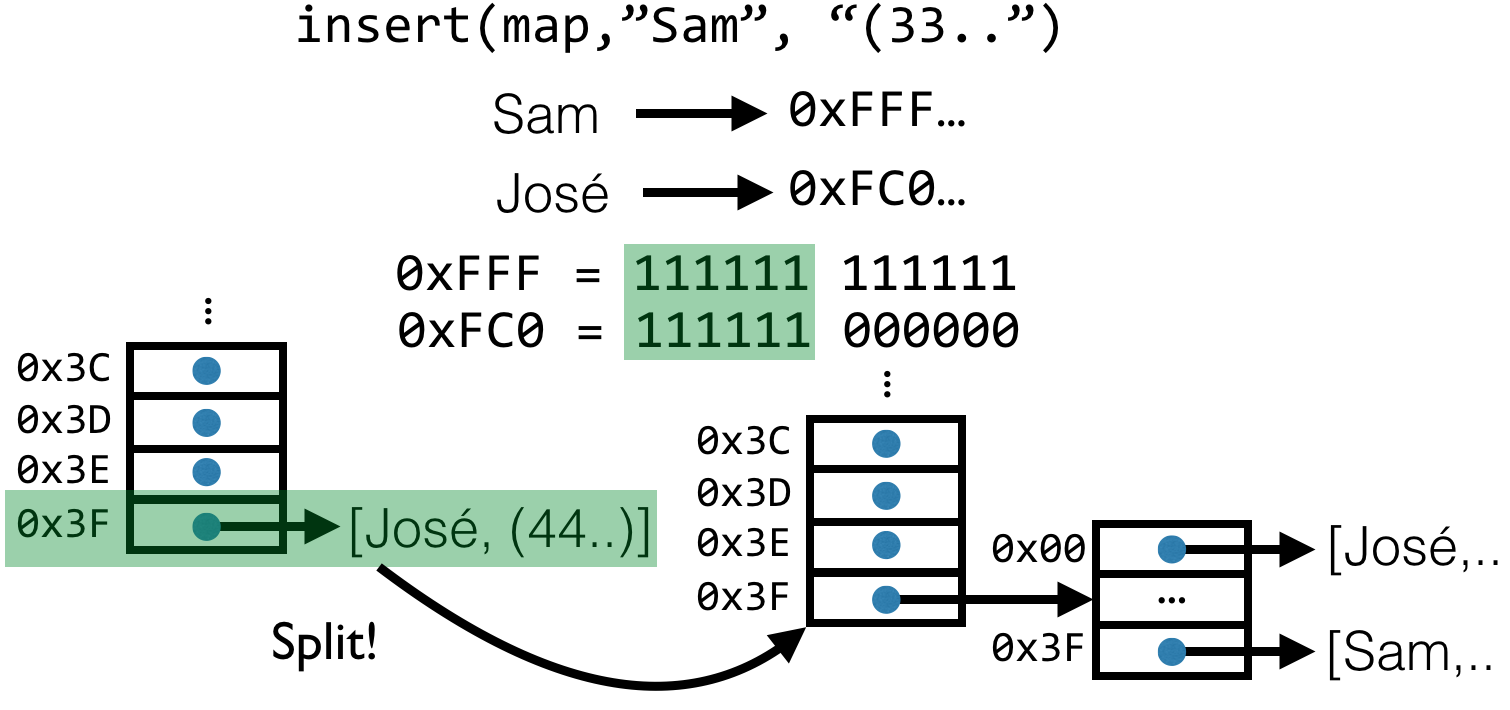 insert(map,”Sam”, “(33..”)
Sam 0xFFF…
José 0xFC0…
0xFFF = 111111 111111
0xFC0 = 111111 000000
⋮
0x3C
0x3D
0x3E
0x3F [José, (44..)]
Split!
⋮
0x3C
0x3D
0x3E
0x3F
0x00 [José,..
…
0x3F [Sam,..